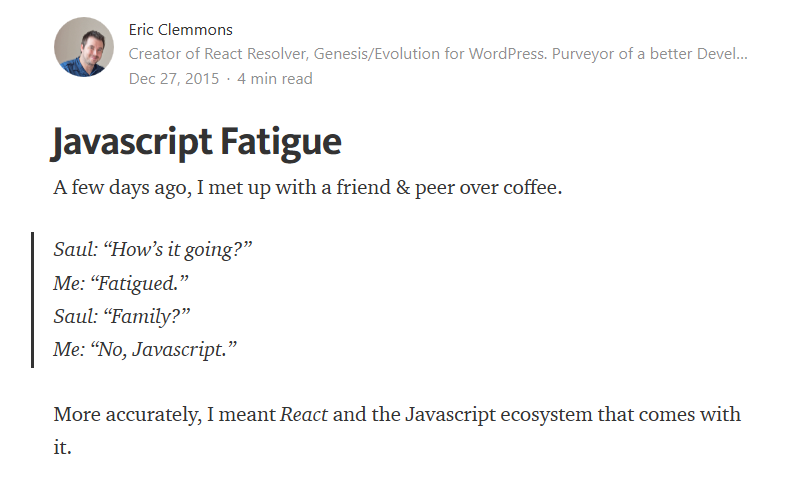 Eric Clemmons
Creator of React Resolver, Genesis/Evolution for WordPress. Purveyor of a better Devel...
Dec 27, 2015 · 4 min read
Javascript Fatigue
A few days ago, I met up with a friend & peer over coffee.
Saul: “How’s it going?”
Me: “Fatigued.”
Saul: “Family?”
Me: “No, Javascript.”
More accurately, I meant React and the Javascript ecosystem that comes with
it.